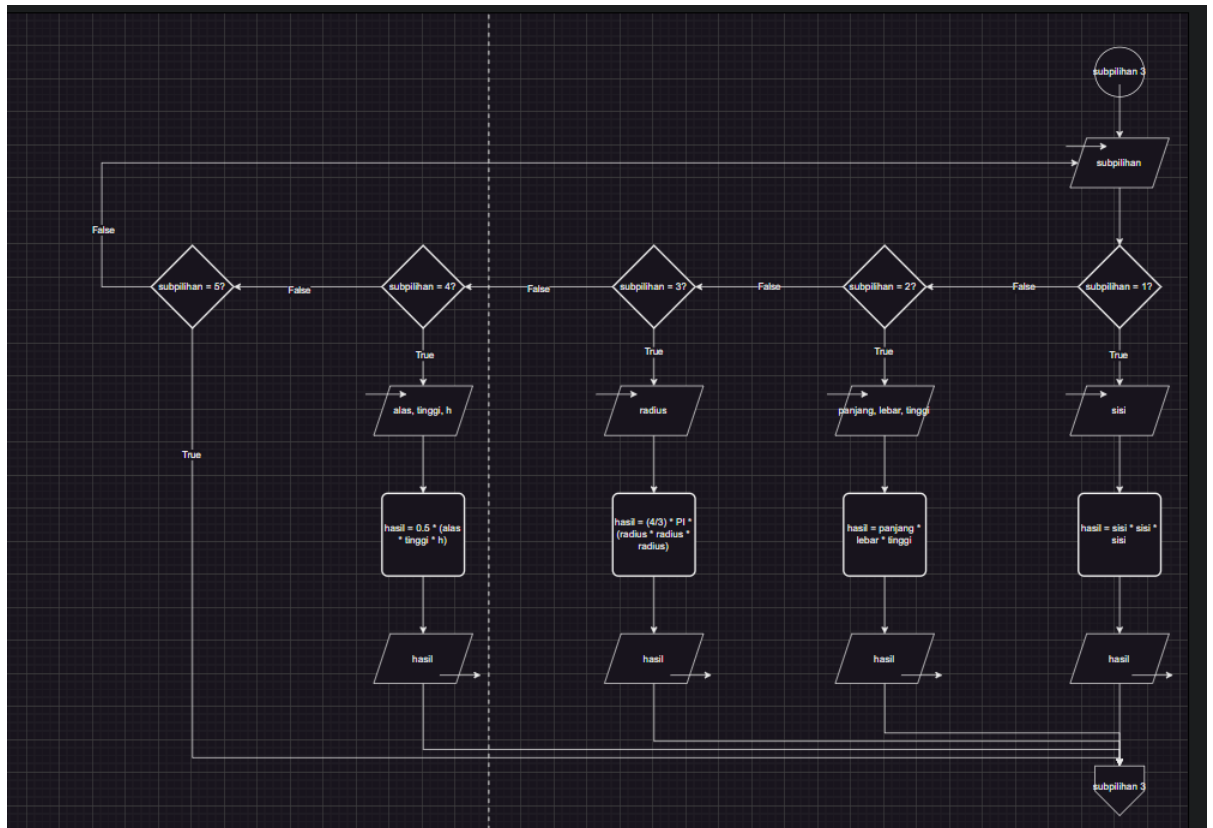 subpilihan 3
subpilihan
False
subpilihan = 5?
False
subpilihan = 4?
False
subpilihan = 3?
False
subpilihan = 2?
False
subpilihan = 1?
True
True
True
True
alas, tinggi, h
radius
panjang, lebar, tinggi
sisi
True
hasil = 0.5 * (alas
* tinggi * h)
hasil = (4/3) * PI *
(radius * radius *
radius)
hasil = panjang *
lebar * tinggi
hasil = sisi * sisi *
sisi
hasil
hasil
hasil
hasil
subpilihan 3